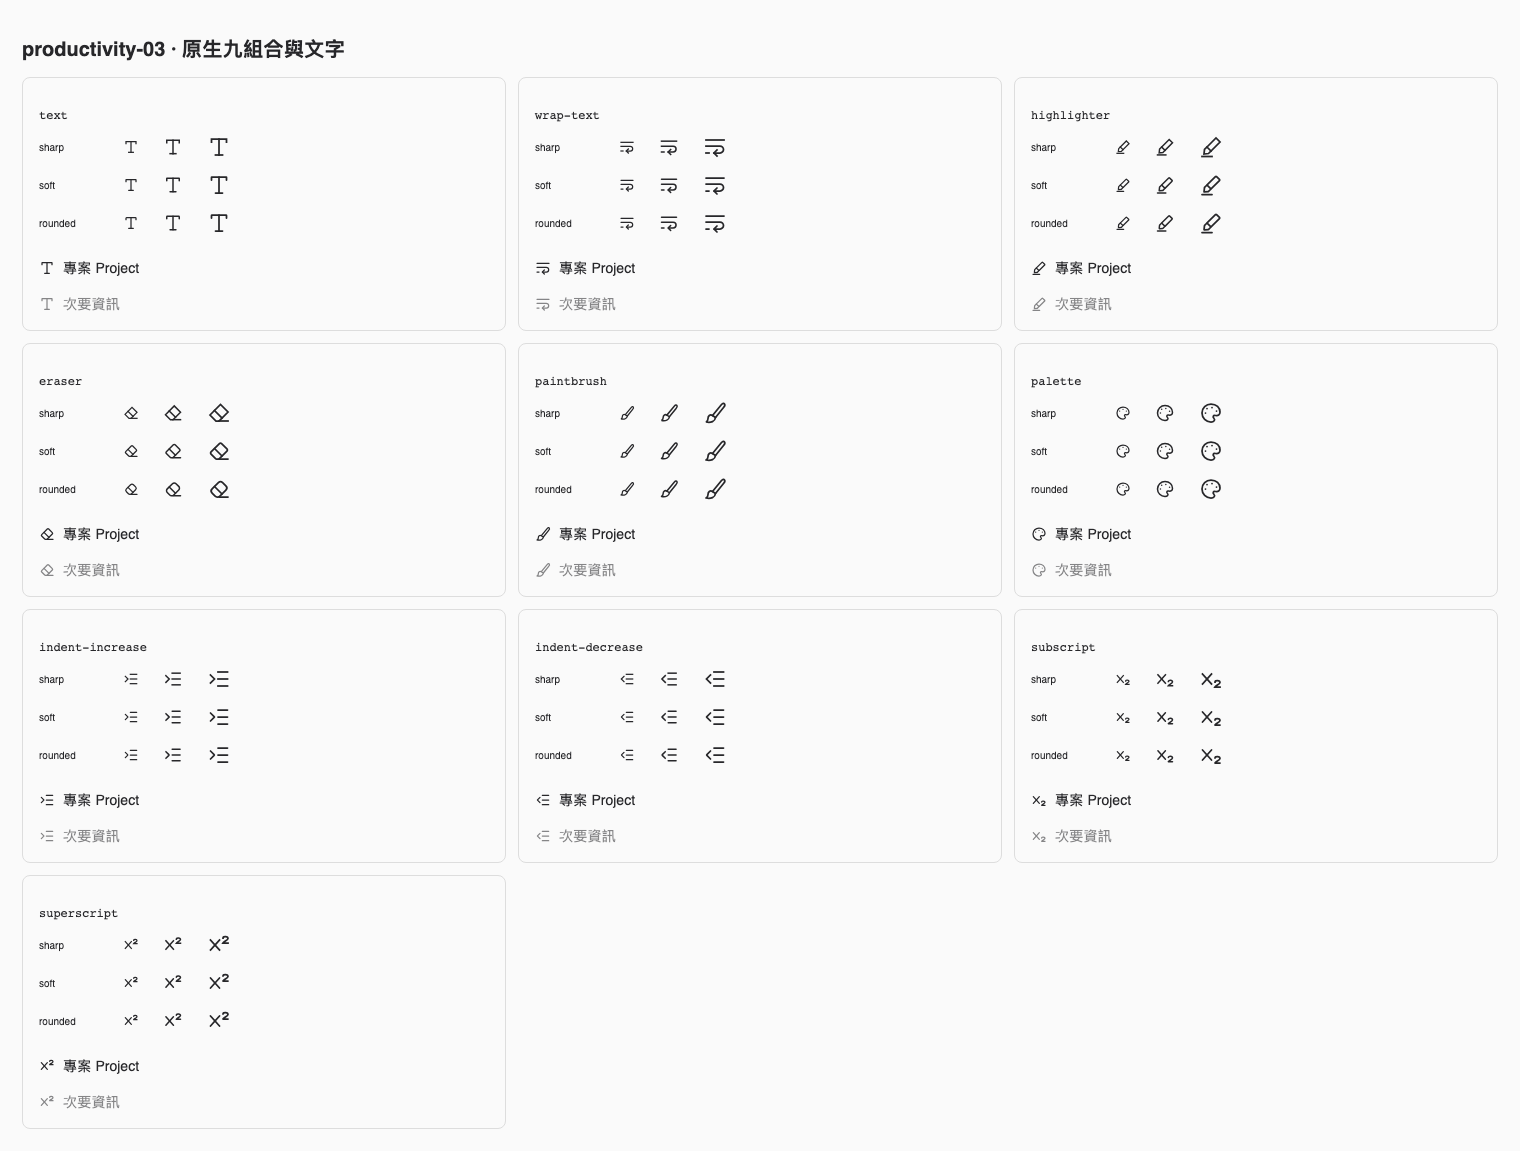 productivity-03 · 原生九組合與文字
text
sharp
soft
rounded
專案 Project
次要資訊
wrap-text
sharp
soft
rounded
專案 Project
次要資訊
highlighter
sharp
soft
rounded
專案 Project
次要資訊
eraser
sharp
soft
rounded
專案 Project
次要資訊
paintbrush
sharp
soft
rounded
專案 Project
次要資訊
palette
sharp
soft
rounded
專案 Project
次要資訊
indent-increase
sharp
soft
rounded
專案 Project
次要資訊
indent-decrease
sharp
soft
rounded
專案 Project
次要資訊
subscript
sharp
soft
rounded
專案 Project
次要資訊
superscript
sharp
soft
rounded
專案 Project
次要資訊